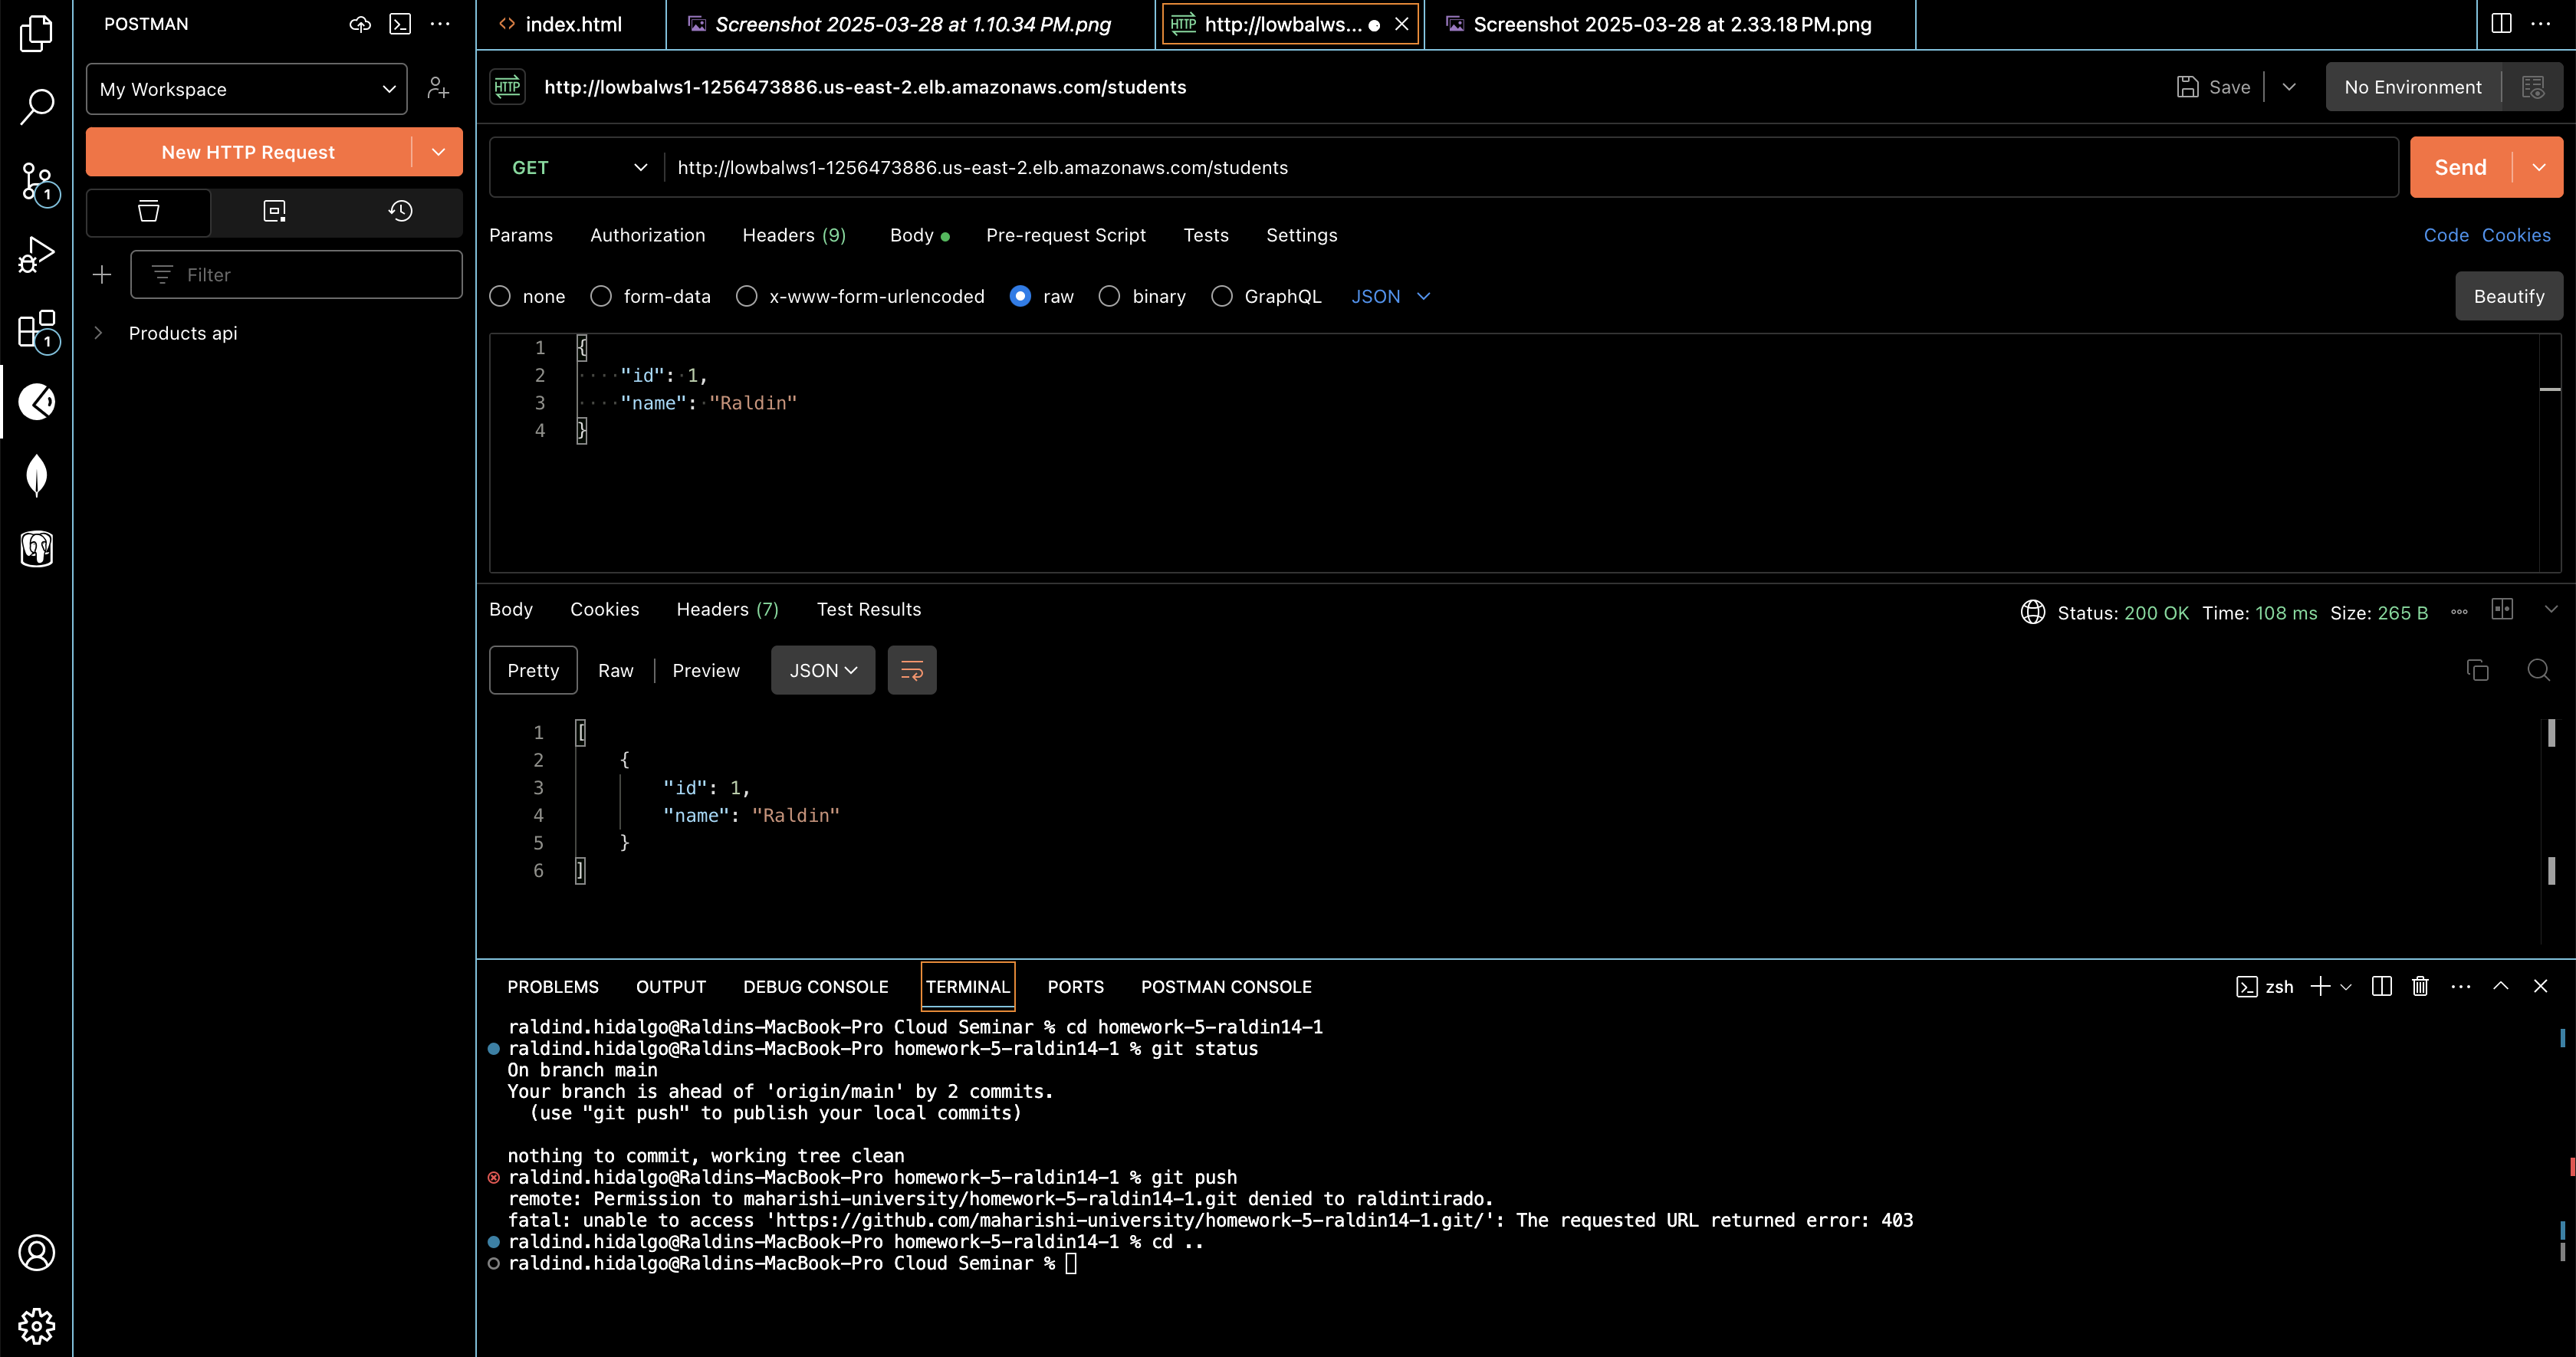 POSTMAN
index.html
Screenshot 2025-03-28 at 1.10.34 PM.png
HTTP http://lowbalws...
Screenshot 2025-03-28 at 2.33.18 PM.png
My Workspace
HTTP http://lowbalws1-1256473886.us-east-2.elb.amazonaws.com/students
Save
No Environment
New HTTP Request
GET http://lowbalws1-1256473886.us-east-2.elb.amazonaws.com/students
Send
1
Filter
Params Authorization Headers (9) Body Pre-request Script Tests Settings
Code Cookies
none form-data x-www-form-urlencoded raw binary GraphQL JSON
Beautify
1
Products api
1 {
2 ····"id":·1,
3 ····"name":·"Raldin"
4 }
Body Cookies Headers (7) Test Results
Status: 200 OK Time: 108 ms Size: 265 B
Pretty Raw Preview JSON
1 [
2 {
3 "id": 1,
4 "name": "Raldin"
5 }
6 ]
PROBLEMS OUTPUT DEBUG CONSOLE TERMINAL PORTS POSTMAN CONSOLE
zsh
raldind.hidalgo@Raldins-MacBook-Pro Cloud Seminar % cd homework-5-raldin14-1
raldind.hidalgo@Raldins-MacBook-Pro homework-5-raldin14-1 % git status
On branch main
Your branch is ahead of 'origin/main' by 2 commits.
(use "git push" to publish your local commits)
nothing to commit, working tree clean
raldind.hidalgo@Raldins-MacBook-Pro homework-5-raldin14-1 % git push
remote: Permission to maharishi-university/homework-5-raldin14-1.git denied to raldintirado.
fatal: unable to access 'https://github.com/maharishi-university/homework-5-raldin14-1.git/': The requested URL returned error: 403
raldind.hidalgo@Raldins-MacBook-Pro homework-5-raldin14-1 % cd ..
raldind.hidalgo@Raldins-MacBook-Pro Cloud Seminar %